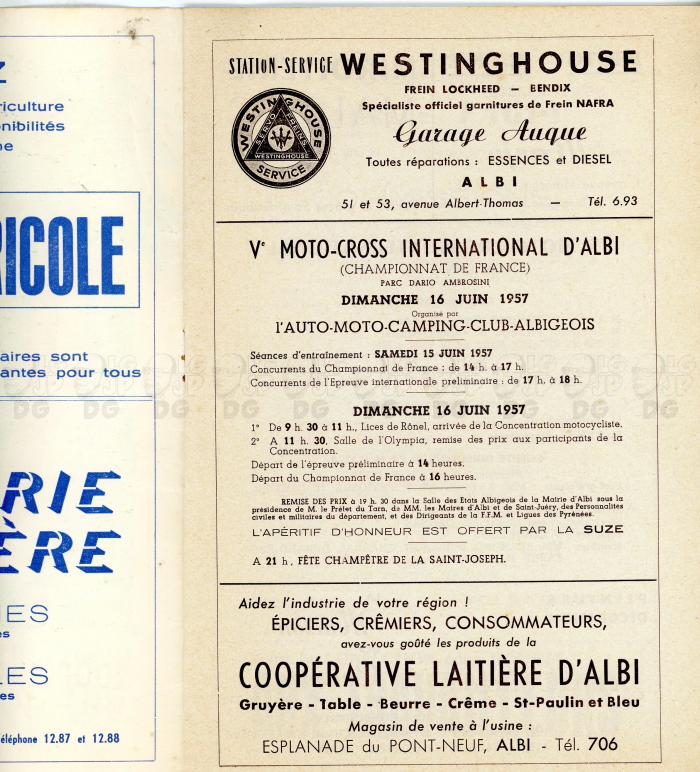 Z
riculture
nibilités
ne
RICOLE
aires sont
antes pour tous
RIE
ÈRE
IES
es
LES
es
éléphone 12.87 et 12.88
STATION-SERVICE WESTINGHOUSE
FREIN LOCKHEED — BENDIX
Spécialiste officiel garnitures de Frein NAFRA
WESTINGHOUSE
SERVO FREINS
W
WESTINGHOUSE
SERVICE
Garage Auque
Toutes réparations : ESSENCES et DIESEL
ALBI
51 et 53, avenue Albert-Thomas — Tél. 6.93
Ve MOTO-CROSS INTERNATIONAL D'ALBI
(CHAMPIONNAT DE FRANCE)
PARC DARIO AMBROSINI
DIMANCHE 16 JUIN 1957
Organisé par
l'AUTO-MOTO-CAMPING-CLUB-ALBIGEOIS
Séances d'entraînement : SAMEDI 15 JUIN 1957
Concurrents du Championnat de France : de 14 h. à 17 h.
Concurrents de l'Epreuve internationale preliminaire : de 17 h. à 18 h.
DIMANCHE 16 JUIN 1957
1° De 9 h. 30 à 11 h., Lices de Rônel, arrivée de la Concentration motocycliste.
2° A 11 h. 30, Salle de l'Olympia, remise des prix aux participants de la
Concentration.
Départ de l'épreuve préliminaire à 14 heures.
Départ du Championnat de France à 16 heures.
REMISE DES PRIX à 19 h. 30 dans la Salle des Etats Albigeois de la Mairie d'Albi sous la
présidence de M. le Préfet du Tarn, de MM. les Maires d'Albi et de Saint-Juéry, des Personnalités
civiles et militaires du département, et des Dirigeants de la F.F.M. et Ligues des Pyrénées.
L'APÉRITIF D'HONNEUR EST OFFERT PAR LA SUZE
A 21 h., FÊTE CHAMPÊTRE DE LA SAINT-JOSEPH.
Aidez l'industrie de votre région !
ÉPICIERS, CRÊMIERS, CONSOMMATEURS,
avez-vous goûté les produits de la
COOPÉRATIVE LAITIÈRE D'ALBI
Gruyère - Table - Beurre - Crême - St-Paulin et Bleu
Magasin de vente à l'usine :
ESPLANADE du PONT-NEUF, ALBI - Tél. 706